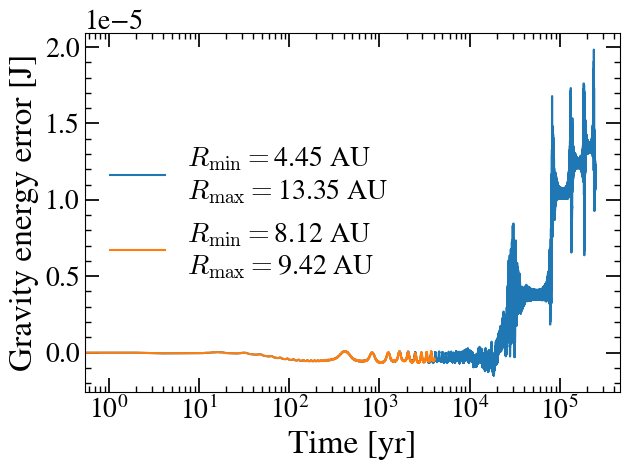 1e−5
Gravity energy error [J]
2.0
1.5
1.0
0.5
0.0
R_min = 4.45 AU
R_max = 13.35 AU
R_min = 8.12 AU
R_max = 9.42 AU
10^0 10^1 10^2 10^3 10^4 10^5
Time [yr]